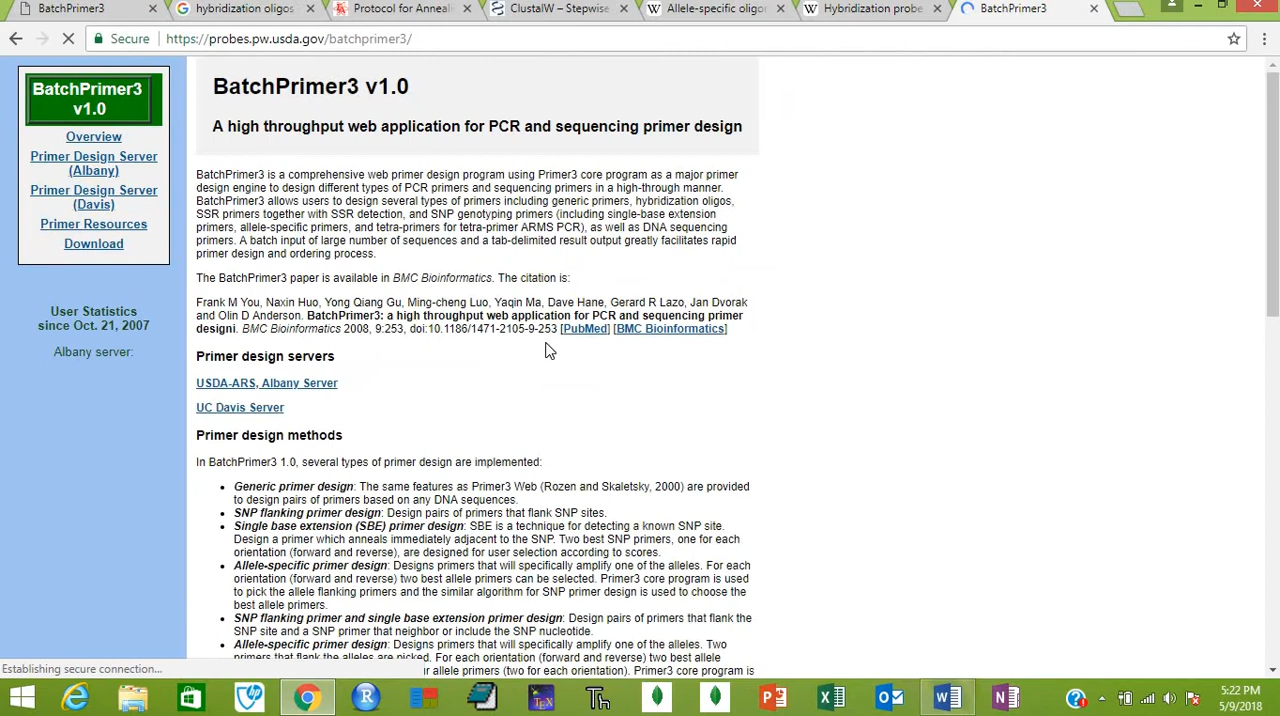 BatchPrimer3
hybridization oligos
Protocol for Anneali
ClustalW – Stepwise
Allele-specific oligo
Hybridization probe
BatchPrimer3
Secure
https://probes.pw.usda.gov/batchprimer3/
BatchPrimer3
v1.0
Overview
Primer Design Server
(Albany)
Primer Design Server
(Davis)
Primer Resources
Download
User Statistics
since Oct. 21, 2007
Albany server:
BatchPrimer3 v1.0
A high throughput web application for PCR and sequencing primer design
BatchPrimer3 is a comprehensive web primer design program using Primer3 core program as a major primer
design engine to design different types of PCR primers and sequencing primers in a high-through manner.
BatchPrimer3 allows users to design several types of primers including generic primers, hybridization oligos,
SSR primers together with SSR detection, and SNP genotyping primers (including single-base extension
primers, allele-specific primers, and tetra-primers for tetra-primer ARMS PCR), as well as DNA sequencing
primers. A batch input of large number of sequences and a tab-delimited result output greatly facilitates rapid
primer design and ordering process.
The BatchPrimer3 paper is available in BMC Bioinformatics. The citation is:
Frank M You, Naxin Huo, Yong Qiang Gu, Ming-cheng Luo, Yaqin Ma, Dave Hane, Gerard R Lazo, Jan Dvorak
and Olin D Anderson. BatchPrimer3: a high throughput web application for PCR and sequencing primer
designi. BMC Bioinformatics 2008, 9:253, doi:10.1186/1471-2105-9-253 [PubMed] [BMC Bioinformatics]
Primer design servers
USDA-ARS, Albany Server
UC Davis Server
Primer design methods
In BatchPrimer3 1.0, several types of primer design are implemented:
• Generic primer design: The same features as Primer3 Web (Rozen and Skaletsky, 2000) are provided
to design pairs of primers based on any DNA sequences.
• SNP flanking primer design: Design pairs of primers that flank SNP sites.
• Single base extension (SBE) primer design: SBE is a technique for detecting a known SNP site.
Design a primer which anneals immediately adjacent to the SNP. Two best SNP primers, one for each
orientation (forward and reverse), are designed for user selection according to scores.
• Allele-specific primer design: Designs primers that will specifically amplify one of the alleles. For each
orientation (forward and reverse) two best allele primers can be selected. Primer3 core program is used
to pick the allele flanking primers and the similar algorithm for SNP primer design is used to choose the
best allele primers.
• SNP flanking primer and single base extension primer design: Design pairs of primers that flank the
SNP site and a SNP primer that neighbor or include the SNP nucleotide.
• Allele-specific primer design: Designs primers that will specifically amplify one of the alleles. Two
primers that flank the alleles are picked. For each orientation (forward and reverse) two best allele
ur allele primers (two for each orientation). Primer3 core program is
Establishing secure connection...
5:22 PM
5/9/2018